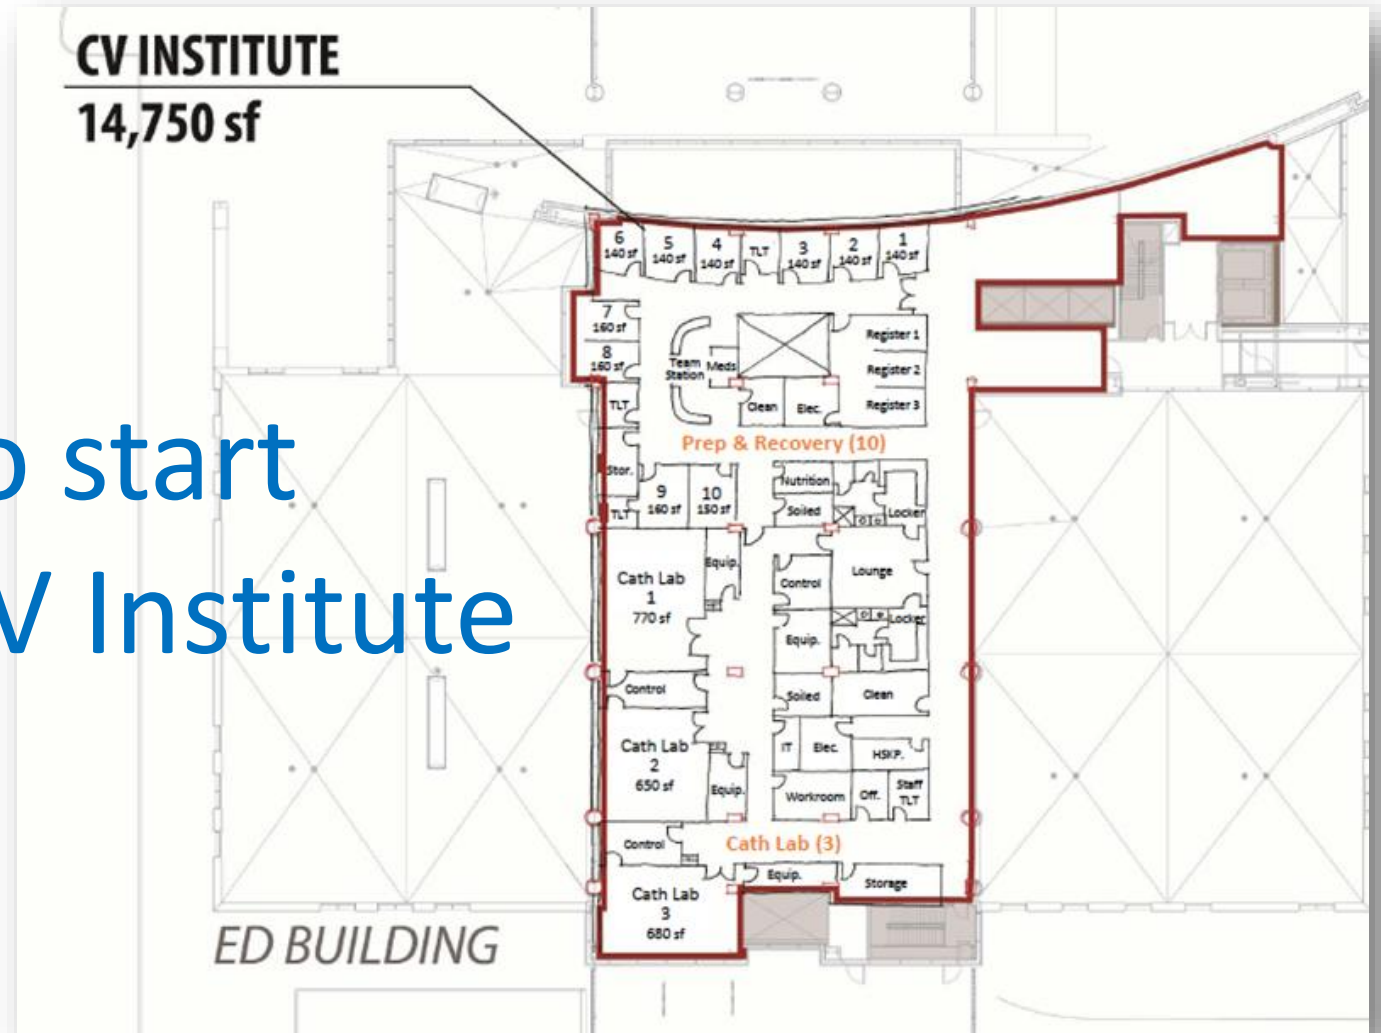 CV INSTITUTE
14,750 sf
6
140 sf
5
140 sf
4
140 sf
TLT
3
140 sf
2
140 sf
1
140 sf
7
160 sf
8
160 sf
Team
Station
Meds
Register 1
Register 2
Register 3
TLT
Clean
Elec.
o start
Prep & Recovery (10)
Stor.
TLT
9
160 sf
10
150 sf
Nutrition
Soiled
Locker
V Institute
Cath Lab
1
770 sf
Equip.
Control
Lounge
Equip.
Locker
Control
Soiled
Clean
Cath Lab
2
650 sf
Equip.
IT
Elec.
HSKP.
Workroom
Off.
Staff
TLT
Control
Cath Lab (3)
Equip.
Storage
Cath Lab
3
680 sf
ED BUILDING